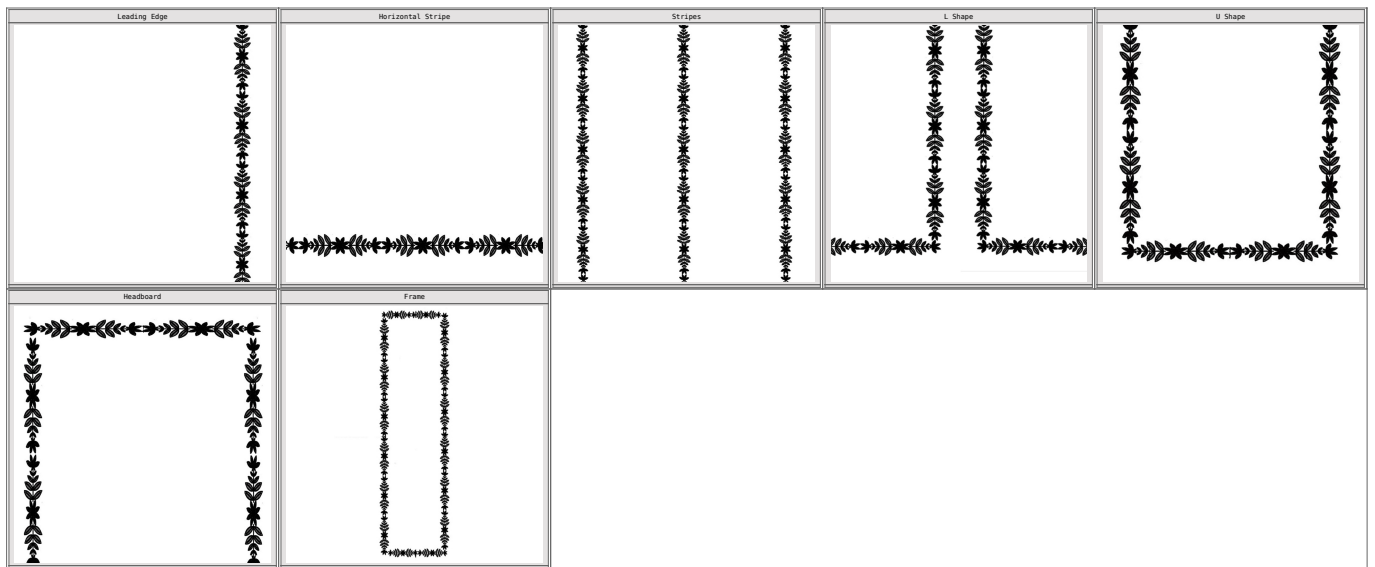 Leading Edge
Horizontal Stripe
Stripes
L Shape
U Shape
Headboard
Frame